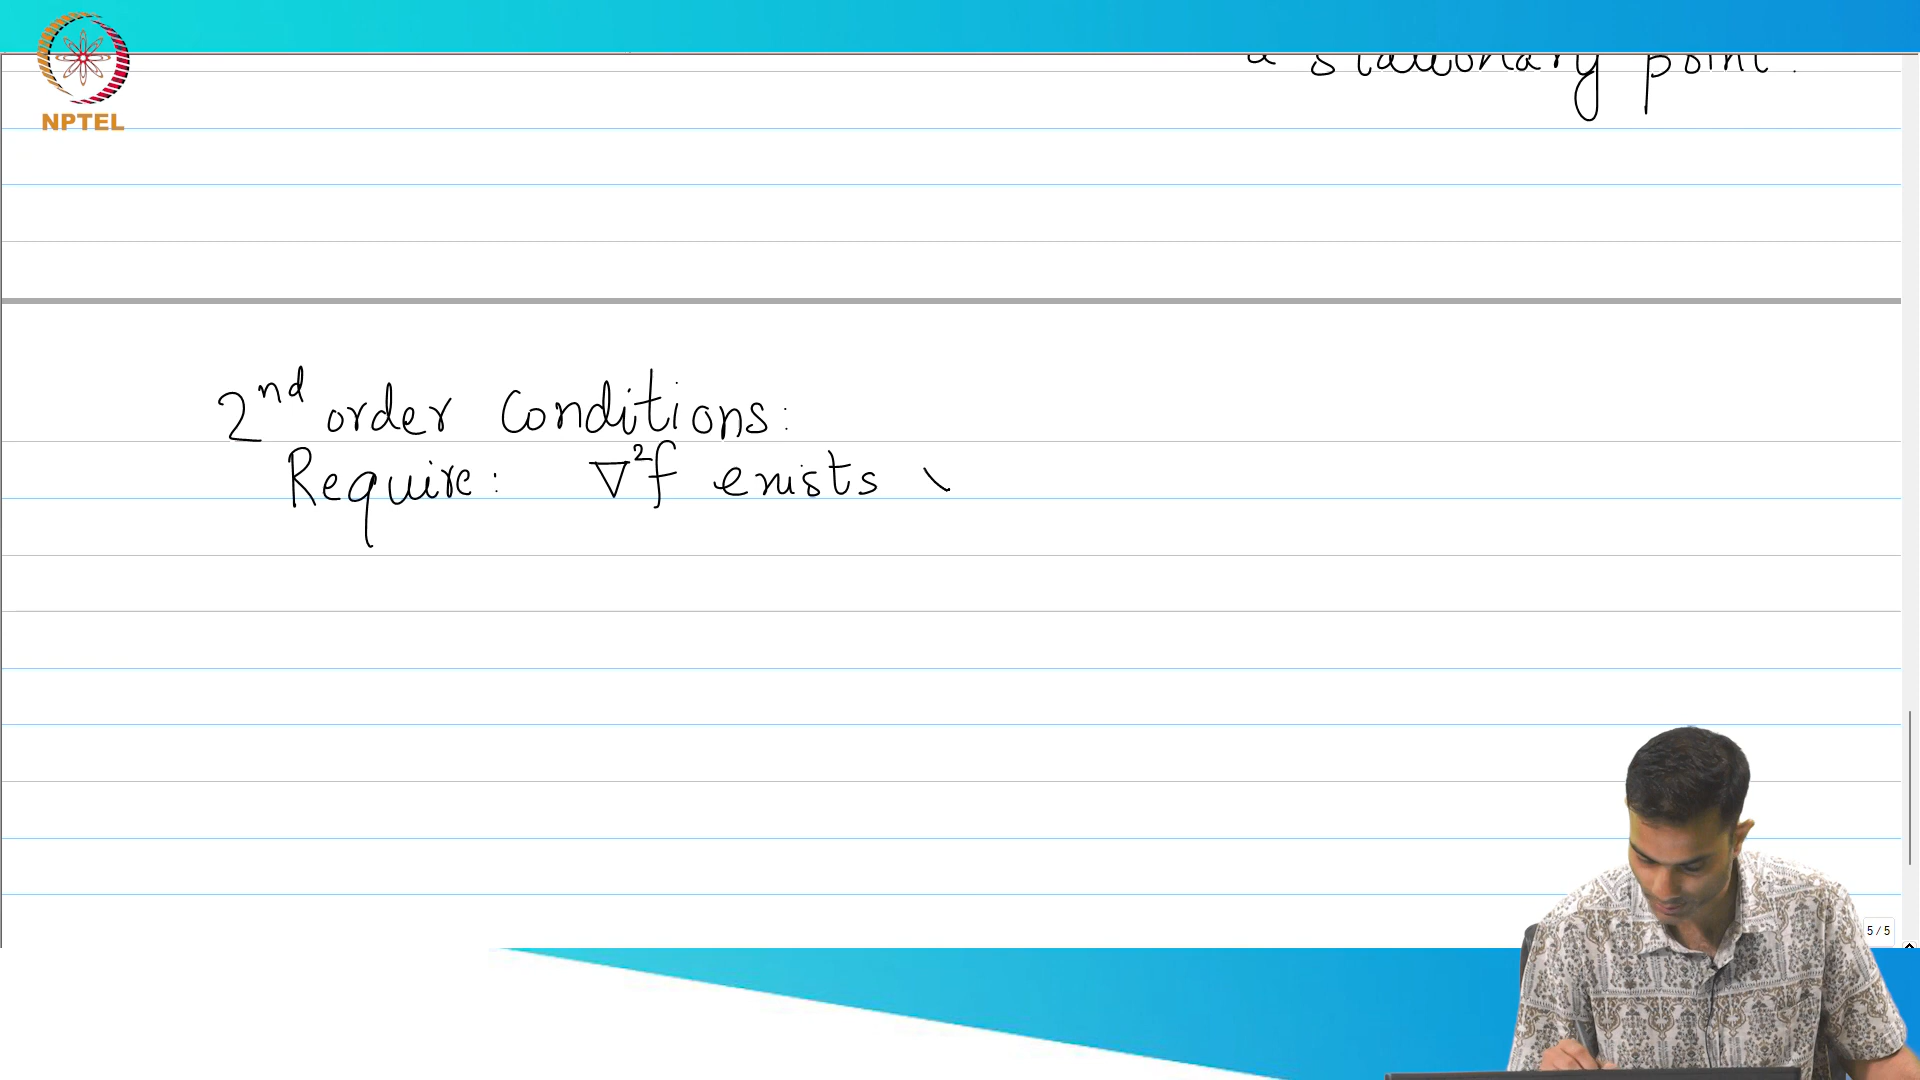 a stationary point.
NPTEL
2nd order conditions:
Require: ∇²f exists
5 / 5